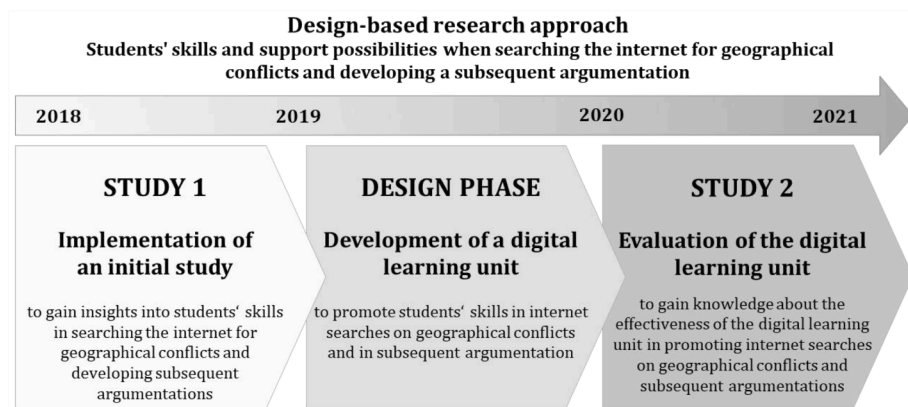 Design-based research approach
Students' skills and support possibilities when searching the internet for geographical
conflicts and developing a subsequent argumentation
2018 2019 2020 2021
STUDY 1
Implementation of
an initial study
to gain insights into students‘ skills
in searching the internet for
geographical conflicts and
developing subsequent
argumentations
DESIGN PHASE
Development of a digital
learning unit
to promote students‘ skills in internet
searches on geographical conflicts
and in subsequent argumentation
STUDY 2
Evaluation of the digital
learning unit
to gain knowledge about the
effectiveness of the digital learning
unit in promoting internet searches
on geographical conflicts and
subsequent argumentations